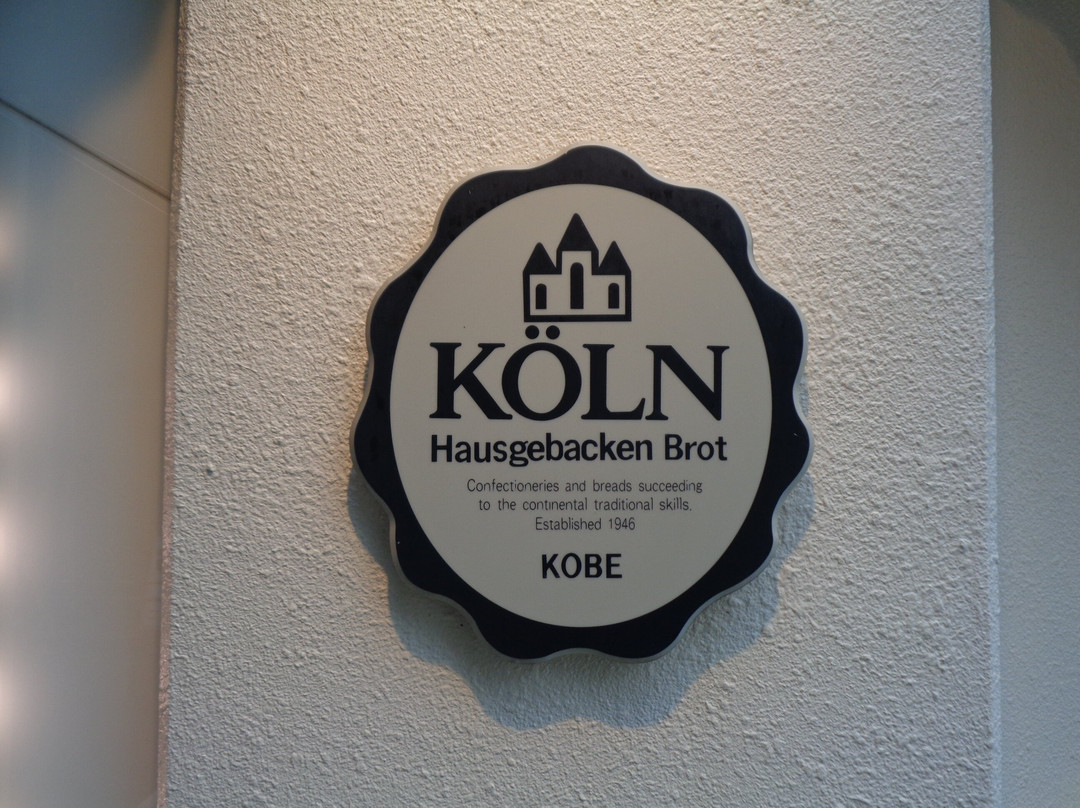 KÖLN
Hausgebacken Brot
Confectioneries and breads succeeding
to the continental traditional skills.
Established 1946
KOBE